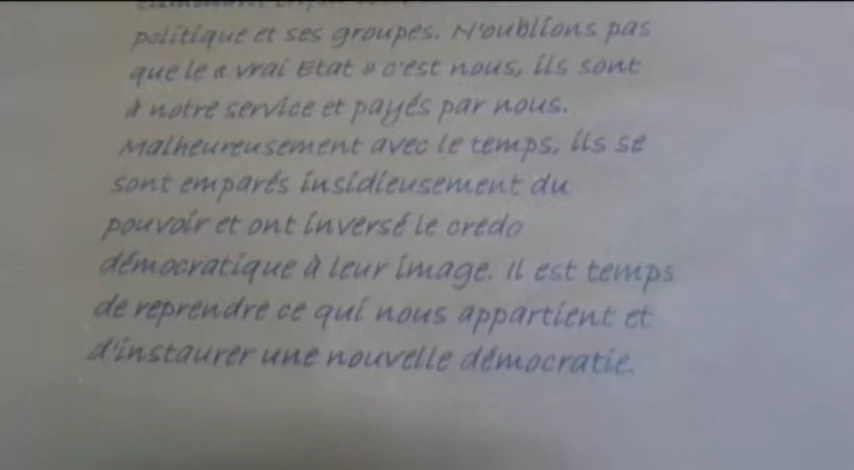 politique et ses groupes. N'oublions pas
que le « vrai Etat » c'est nous, ils sont
à notre service et payés par nous.
Malheureusement avec le temps, ils se
sont emparés insidieusement du
pouvoir et ont inversé le credo
démocratique à leur image. Il est temps
de reprendre ce qui nous appartient et
d'instaurer une nouvelle démocratie.